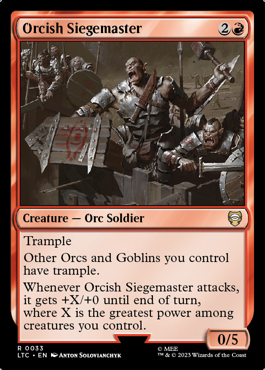 Orcish Siegemaster 2
Creature — Orc Soldier
Trample
Other Orcs and Goblins you control
have trample.
Whenever Orcish Siegemaster attacks,
it gets +X/+0 until end of turn,
where X is the greatest power among
creatures you control.
0/5
R 0033
LTC • EN Anton Solovianchyk
© MEE
™ & © 2023 Wizards of the Coast